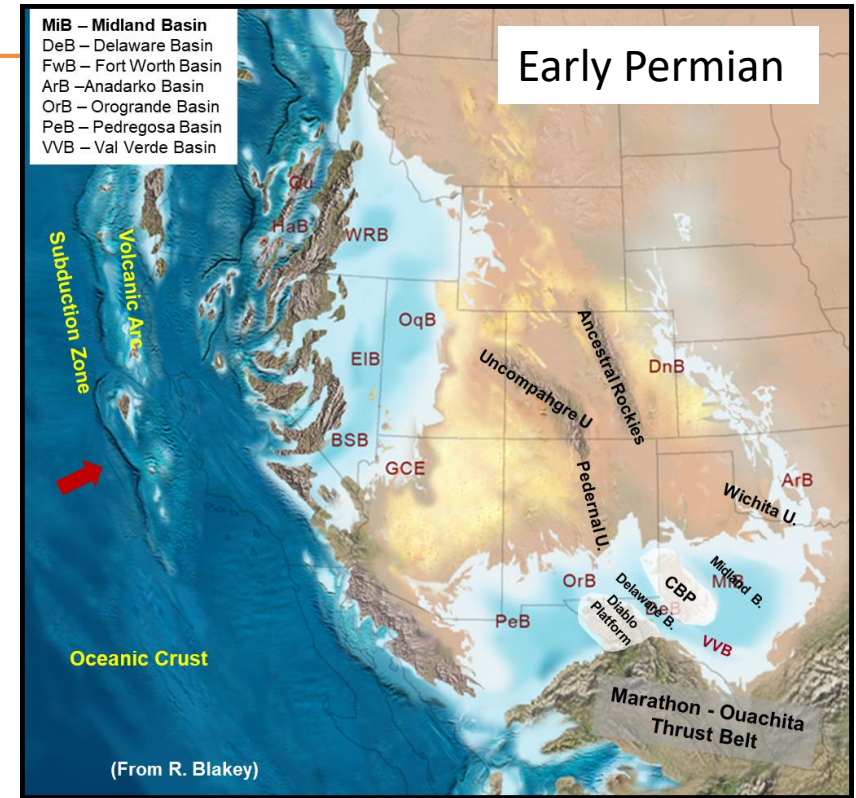 MiB – Midland Basin
DeB – Delaware Basin
FwB – Fort Worth Basin
ArB –Anadarko Basin
OrB – Orogrande Basin
PeB – Pedregosa Basin
VVB – Val Verde Basin
Early Permian
Qu
HaB
WRB
Subduction Zone
Volcanic Arc
OqB
ElB
Uncompahgre U
Ancestral Rockies
DnB
BSB
GCE
Pedernal U.
Wichita U.
ArB
OrB
Delaware B.
DeB
CBP
Midland B.
MiB
Diablo
Platform
PeB
VVB
Oceanic Crust
Marathon - Ouachita
Thrust Belt
(From R. Blakey)